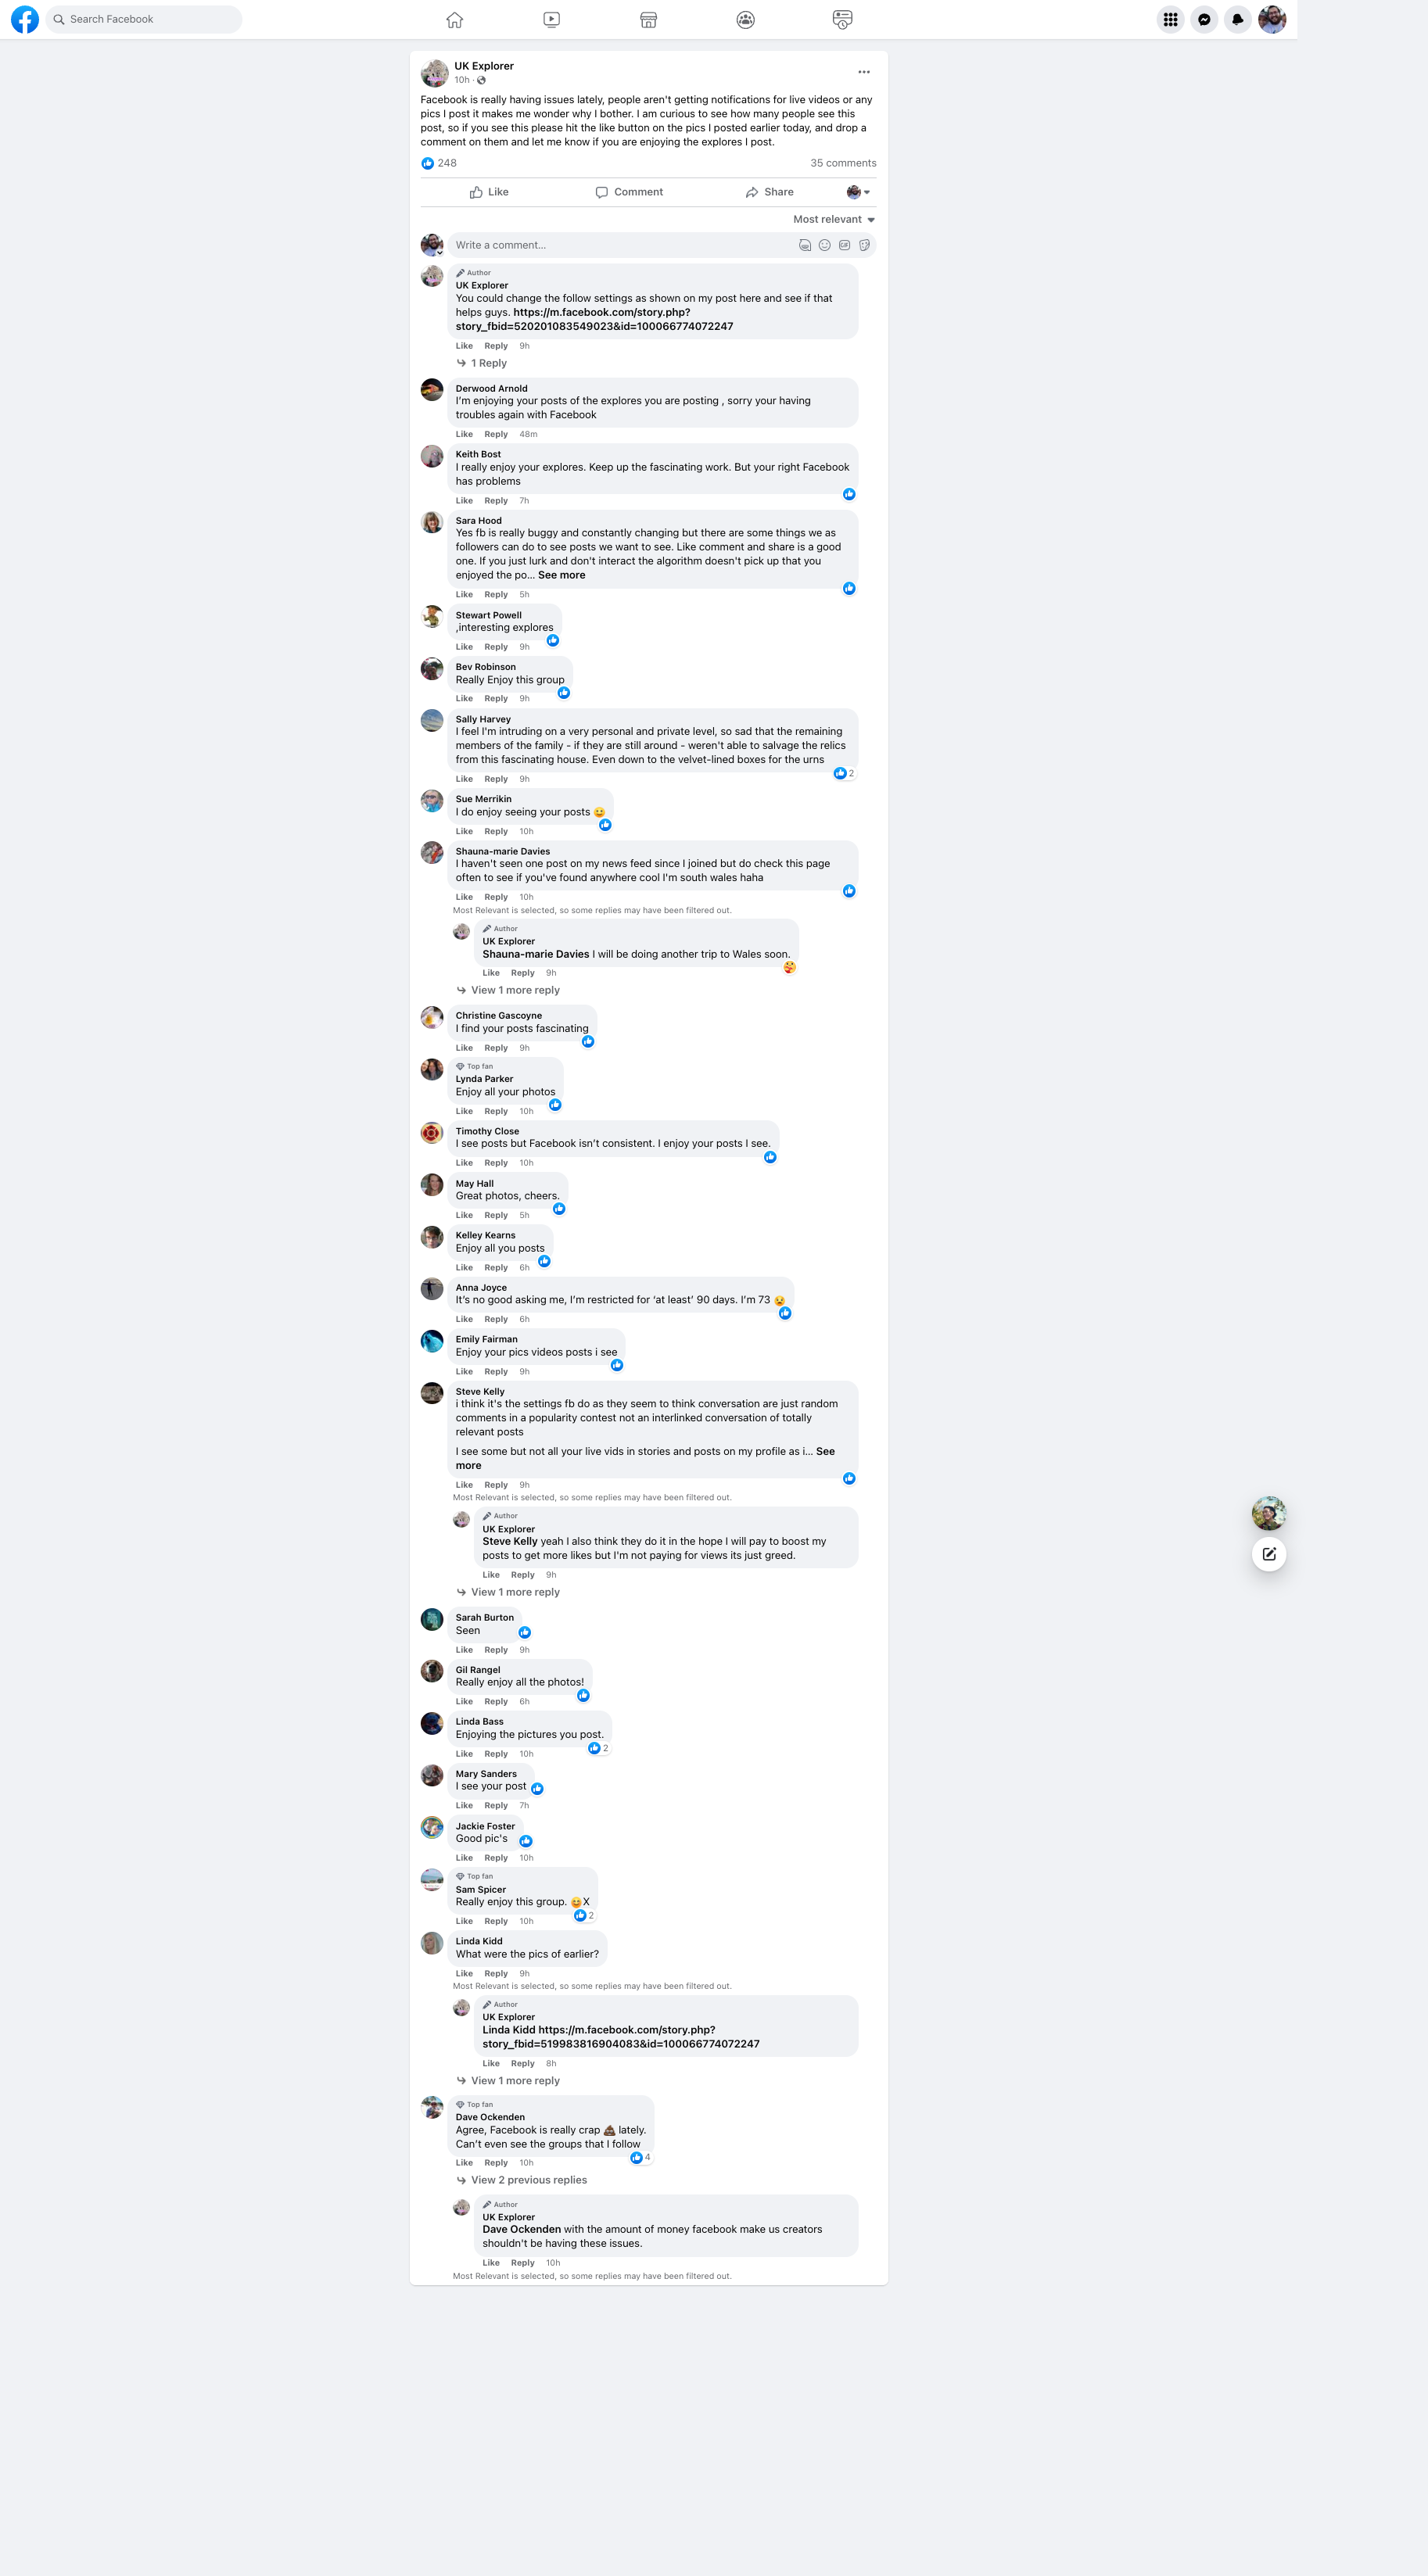 Search Facebook
UK Explorer
10h ·
Facebook is really having issues lately, people aren't getting notifications for live videos or any
pics I post it makes me wonder why I bother. I am curious to see how many people see this
post, so if you see this please hit the like button on the pics I posted earlier today, and drop a
comment on them and let me know if you are enjoying the explores I post.
248
35 comments
Like
Comment
Share
Most relevant
Write a comment...
GIF
Author
UK Explorer
You could change the follow settings as shown on my post here and see if that
helps guys. https://m.facebook.com/story.php?
story_fbid=520201083549023&id=100066774072247
Like Reply 9h
1 Reply
Derwood Arnold
I'm enjoying your posts of the explores you are posting , sorry your having
troubles again with Facebook
Like Reply 48m
Keith Bost
I really enjoy your explores. Keep up the fascinating work. But your right Facebook
has problems
Like Reply 7h
Sara Hood
Yes fb is really buggy and constantly changing but there are some things we as
followers can do to see posts we want to see. Like comment and share is a good
one. If you just lurk and don't interact the algorithm doesn't pick up that you
enjoyed the po... See more
Like Reply 5h
Stewart Powell
,interesting explores
Like Reply 9h
Bev Robinson
Really Enjoy this group
Like Reply 9h
Sally Harvey
I feel I'm intruding on a very personal and private level, so sad that the remaining
members of the family - if they are still around - weren't able to salvage the relics
from this fascinating house. Even down to the velvet-lined boxes for the urns
2
Like Reply 9h
Sue Merrikin
I do enjoy seeing your posts 😀
Like Reply 10h
Shauna-marie Davies
I haven't seen one post on my news feed since I joined but do check this page
often to see if you've found anywhere cool I'm south wales haha
Like Reply 10h
Most Relevant is selected, so some replies may have been filtered out.
Author
UK Explorer
Shauna-marie Davies I will be doing another trip to Wales soon.
Like Reply 9h
View 1 more reply
Christine Gascoyne
I find your posts fascinating
Like Reply 9h
Top fan
Lynda Parker
Enjoy all your photos
Like Reply 10h
Timothy Close
I see posts but Facebook isn't consistent. I enjoy your posts I see.
Like Reply 10h
May Hall
Great photos, cheers.
Like Reply 5h
Kelley Kearns
Enjoy all you posts
Like Reply 6h
Anna Joyce
It's no good asking me, I'm restricted for 'at least' 90 days. I'm 73 😢
Like Reply 6h
Emily Fairman
Enjoy your pics videos posts i see
Like Reply 9h
Steve Kelly
i think it's the settings fb do as they seem to think conversation are just random
comments in a popularity contest not an interlinked conversation of totally
relevant posts
I see some but not all your live vids in stories and posts on my profile as i... See
more
Like Reply 9h
Most Relevant is selected, so some replies may have been filtered out.
Author
UK Explorer
Steve Kelly yeah I also think they do it in the hope I will pay to boost my
posts to get more likes but I'm not paying for views its just greed.
Like Reply 9h
View 1 more reply
Sarah Burton
Seen
Like Reply 9h
Gil Rangel
Really enjoy all the photos!
Like Reply 6h
Linda Bass
Enjoying the pictures you post.
2
Like Reply 10h
Mary Sanders
I see your post
Like Reply 7h
Jackie Foster
Good pic's
Like Reply 10h
Top fan
Sam Spicer
Really enjoy this group. 😊X
2
Like Reply 10h
Linda Kidd
What were the pics of earlier?
Like Reply 9h
Most Relevant is selected, so some replies may have been filtered out.
Author
UK Explorer
Linda Kidd https://m.facebook.com/story.php?
story_fbid=519983816904083&id=100066774072247
Like Reply 8h
View 1 more reply
Top fan
Dave Ockenden
Agree, Facebook is really crap 💩 lately.
Can't even see the groups that I follow
4
Like Reply 10h
View 2 previous replies
Author
UK Explorer
Dave Ockenden with the amount of money facebook make us creators
shouldn't be having these issues.
Like Reply 10h
Most Relevant is selected, so some replies may have been filtered out.